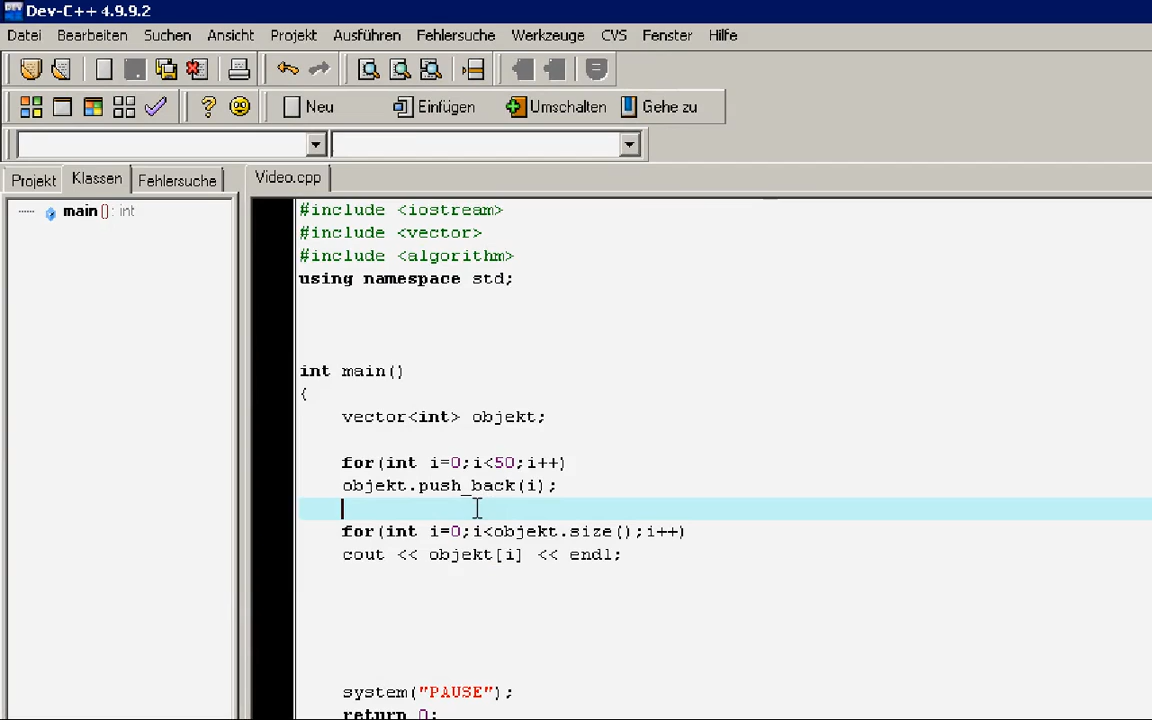 Dev-C++ 4.9.9.2
Datei Bearbeiten Suchen Ansicht Projekt Ausführen Fehlersuche Werkzeuge CVS Fenster Hilfe
Neu Einfügen Umschalten Gehe zu
Projekt Klassen Fehlersuche Video.cpp
main () : int
#include <iostream>
#include <vector>
#include <algorithm>
using namespace std;
int main()
{
vector<int> objekt;
for(int i=0;i<50;i++)
objekt.push_back(i);
for(int i=0;i<objekt.size();i++)
cout << objekt[i] << endl;
system("PAUSE");
return 0;